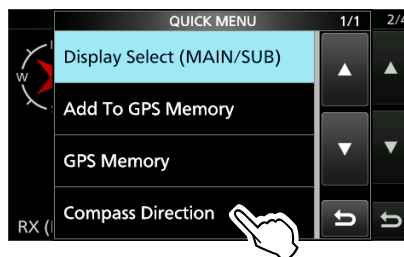 QUICK MENU 1/1 2/4
Display Select (MAIN/SUB)
W
Add To GPS Memory
GPS Memory
Compass Direction
RX (